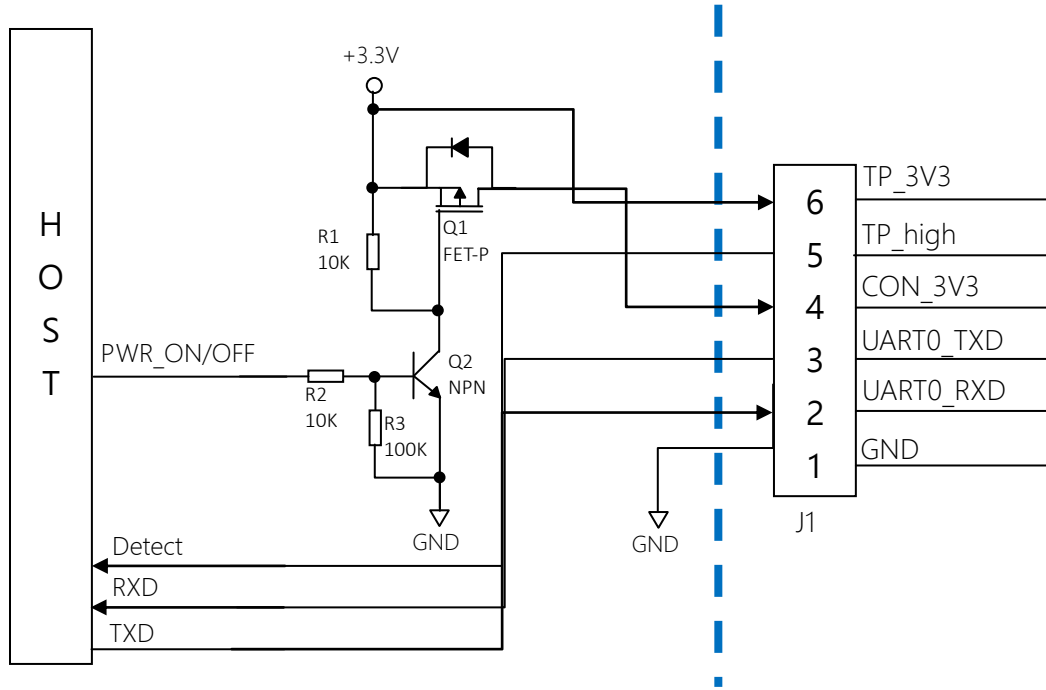 +3.3V
H
O
S
T
R1
10K
Q1
FET-P
PWR_ON/OFF
R2
10K
R3
100K
Q2
NPN
GND
GND
Detect
RXD
TXD
6
5
4
3
2
1
J1
TP_3V3
TP_high
CON_3V3
UART0_TXD
UART0_RXD
GND